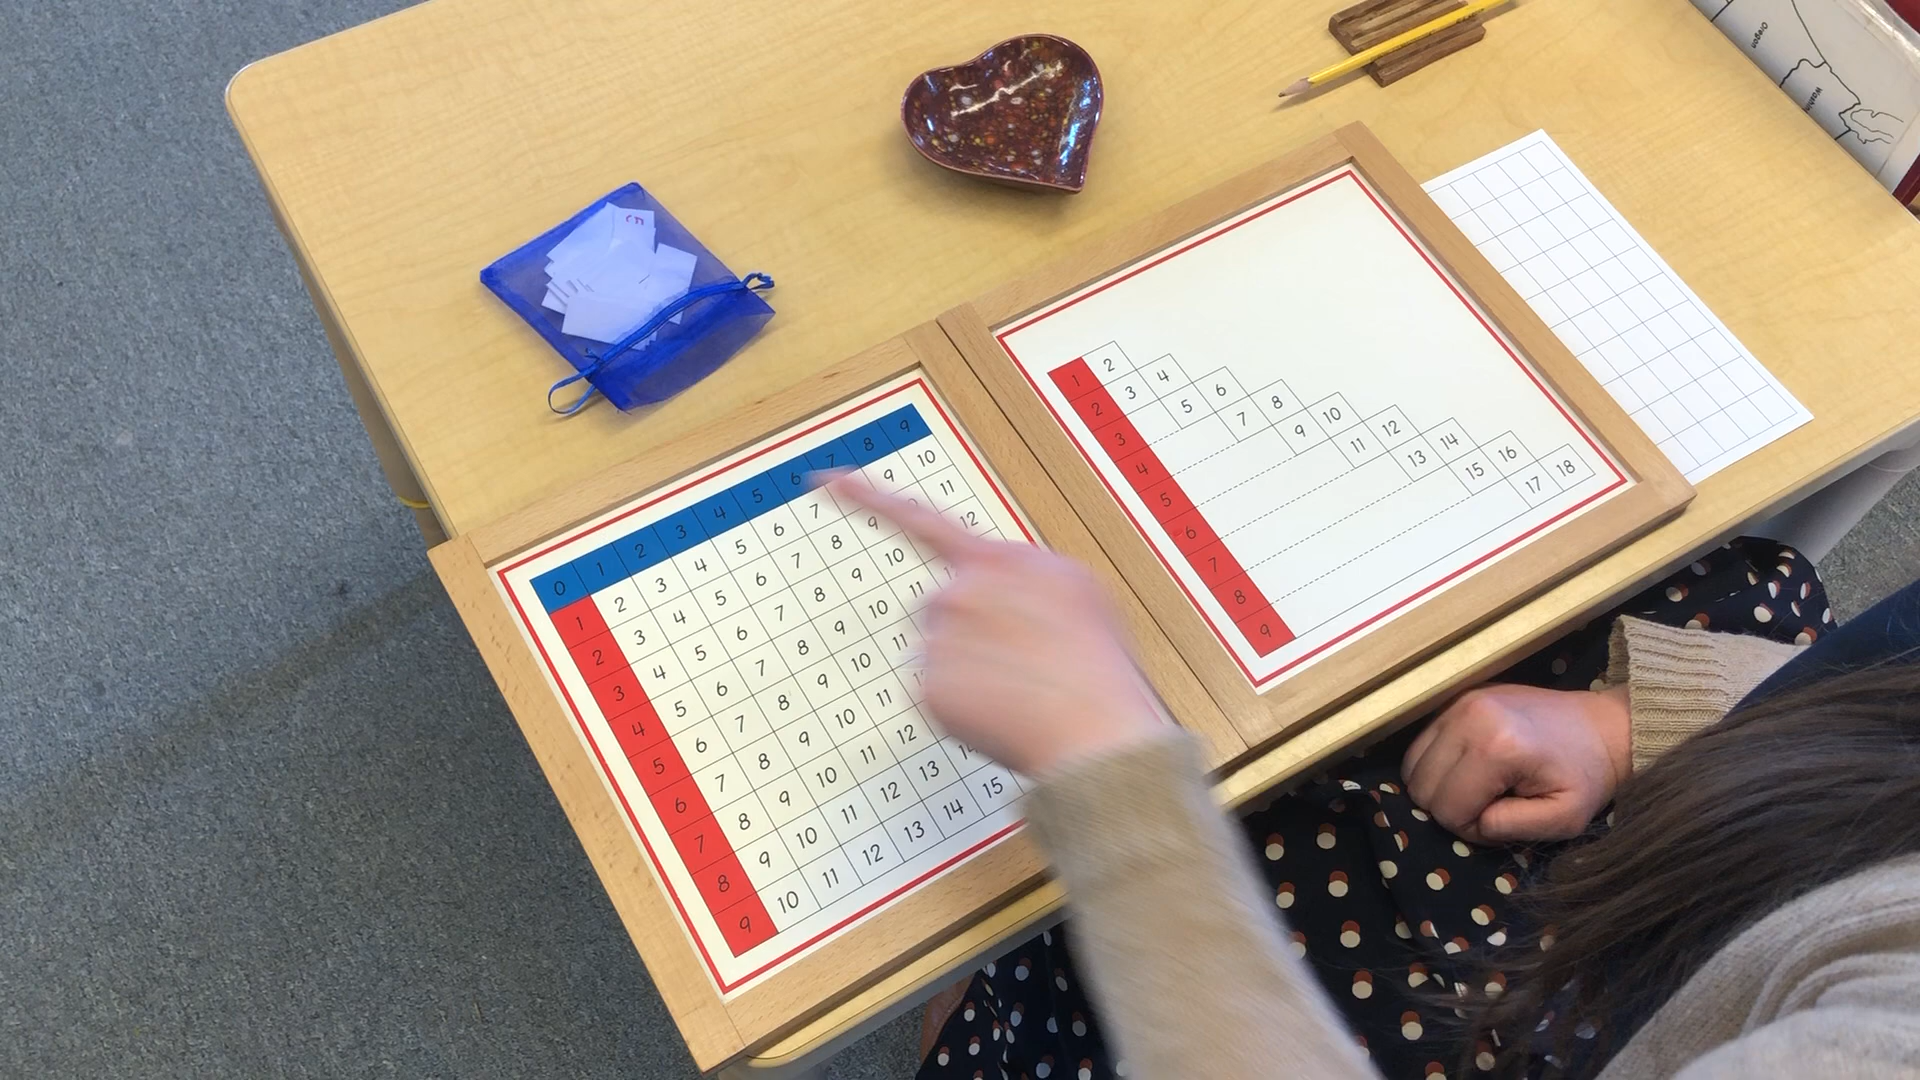 Oregon
Washin
5
1 2
2 3 4
3 5 6
4 7 8
5 9 10
6 11 12
7 13 14
8 15 16
9 17 18
0 1 2 3 4 5 6 7 8 9
1 2 3 4 5 6 7 9 10
2 3 4 5 6 7 8 9 11
3 4 5 6 7 8 9 10 12
4 5 6 7 8 9 10 11
5 6 7 8 9 10 11
6 7 8 9 10 11
7 8 9 10 11 12
8 9 10 11 12 13 14
9 10 11 12 13 14 15